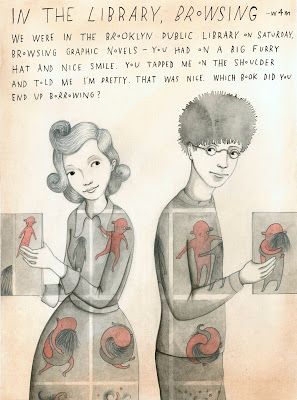 IN THE LIBRARY, BROWSING -w4m
WE WERE IN THE BROOKLYN PUBLIC LIBRARY ON SATURDAY,
BROWSING GRAPHIC NOVELS - YOU HAD ON A BIG FURRY
HAT AND NICE SMILE. YOU TAPPED ME ON THE SHOULDER
AND TOLD ME I'M PRETTY. THAT WAS NICE. WHICH BOOK DID YOU
END UP BORROWING?